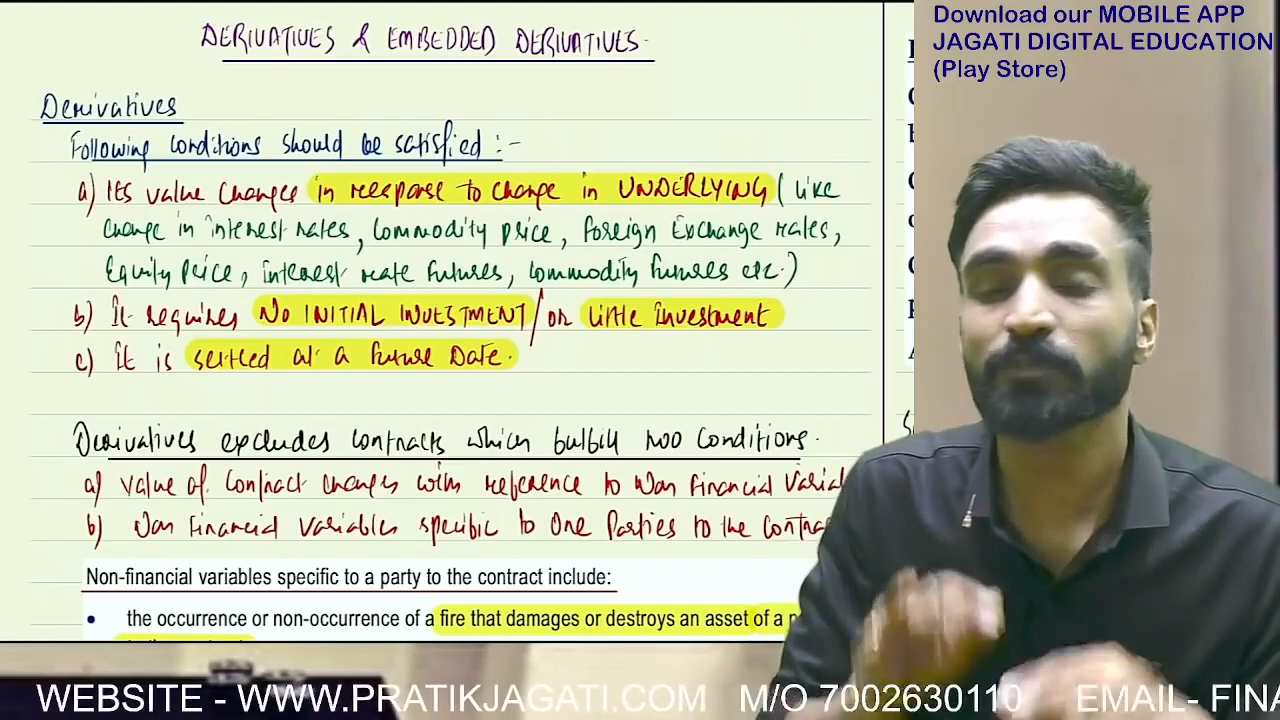 DERIVATIVES & EMBEDDED DERIVATIVES
Derivatives
Following conditions should be satisfied :-
a) Its value changes in response to change in UNDERLYING (Like
change in interest rates, commodity price, foreign Exchange rates,
Equity Price, interest rate futures, commodity futures etc.)
b) It requires NO INITIAL INVESTMENT / or little Investment
c) It is settled at a Future Date.
Derivatives excludes contracts which fulfill two Conditions.
a) Value of Contract changes with reference to Non Financial Variabl
b) Non Financial Variables specific to One Parties to the Contra
Non-financial variables specific to a party to the contract include:
• the occurrence or non-occurrence of a fire that damages or destroys an asset of a p
Download our MOBILE APP
JAGATI DIGITAL EDUCATION
(Play Store)
WEBSITE - WWW.PRATIKJAGATI.COM M/O 7002630110 EMAIL- FINA